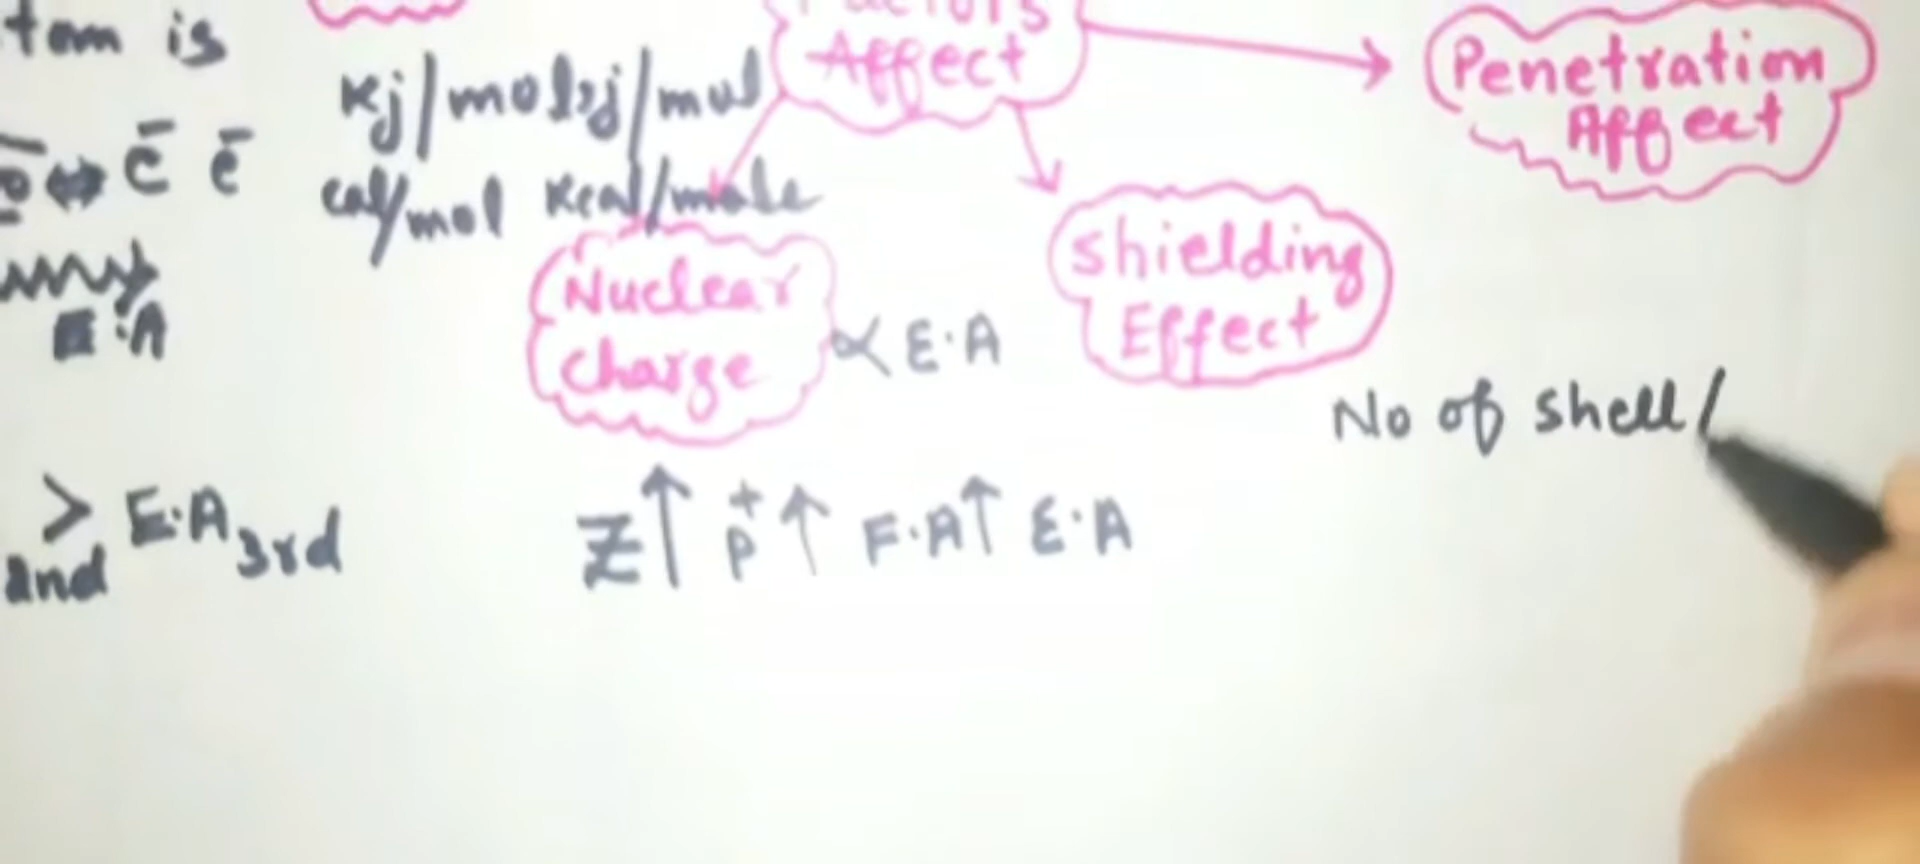 tom is
Factors
Affect
Penetration
Affect
Kj/mol j/mol
cal/mol Kcal/mole
ē ē
E.A
Nuclear
Charge
∝ E.A
Shielding
Effect
No of shell/
> E.A 3rd
and
Z↑ p⁺↑ F.A↑ E.A